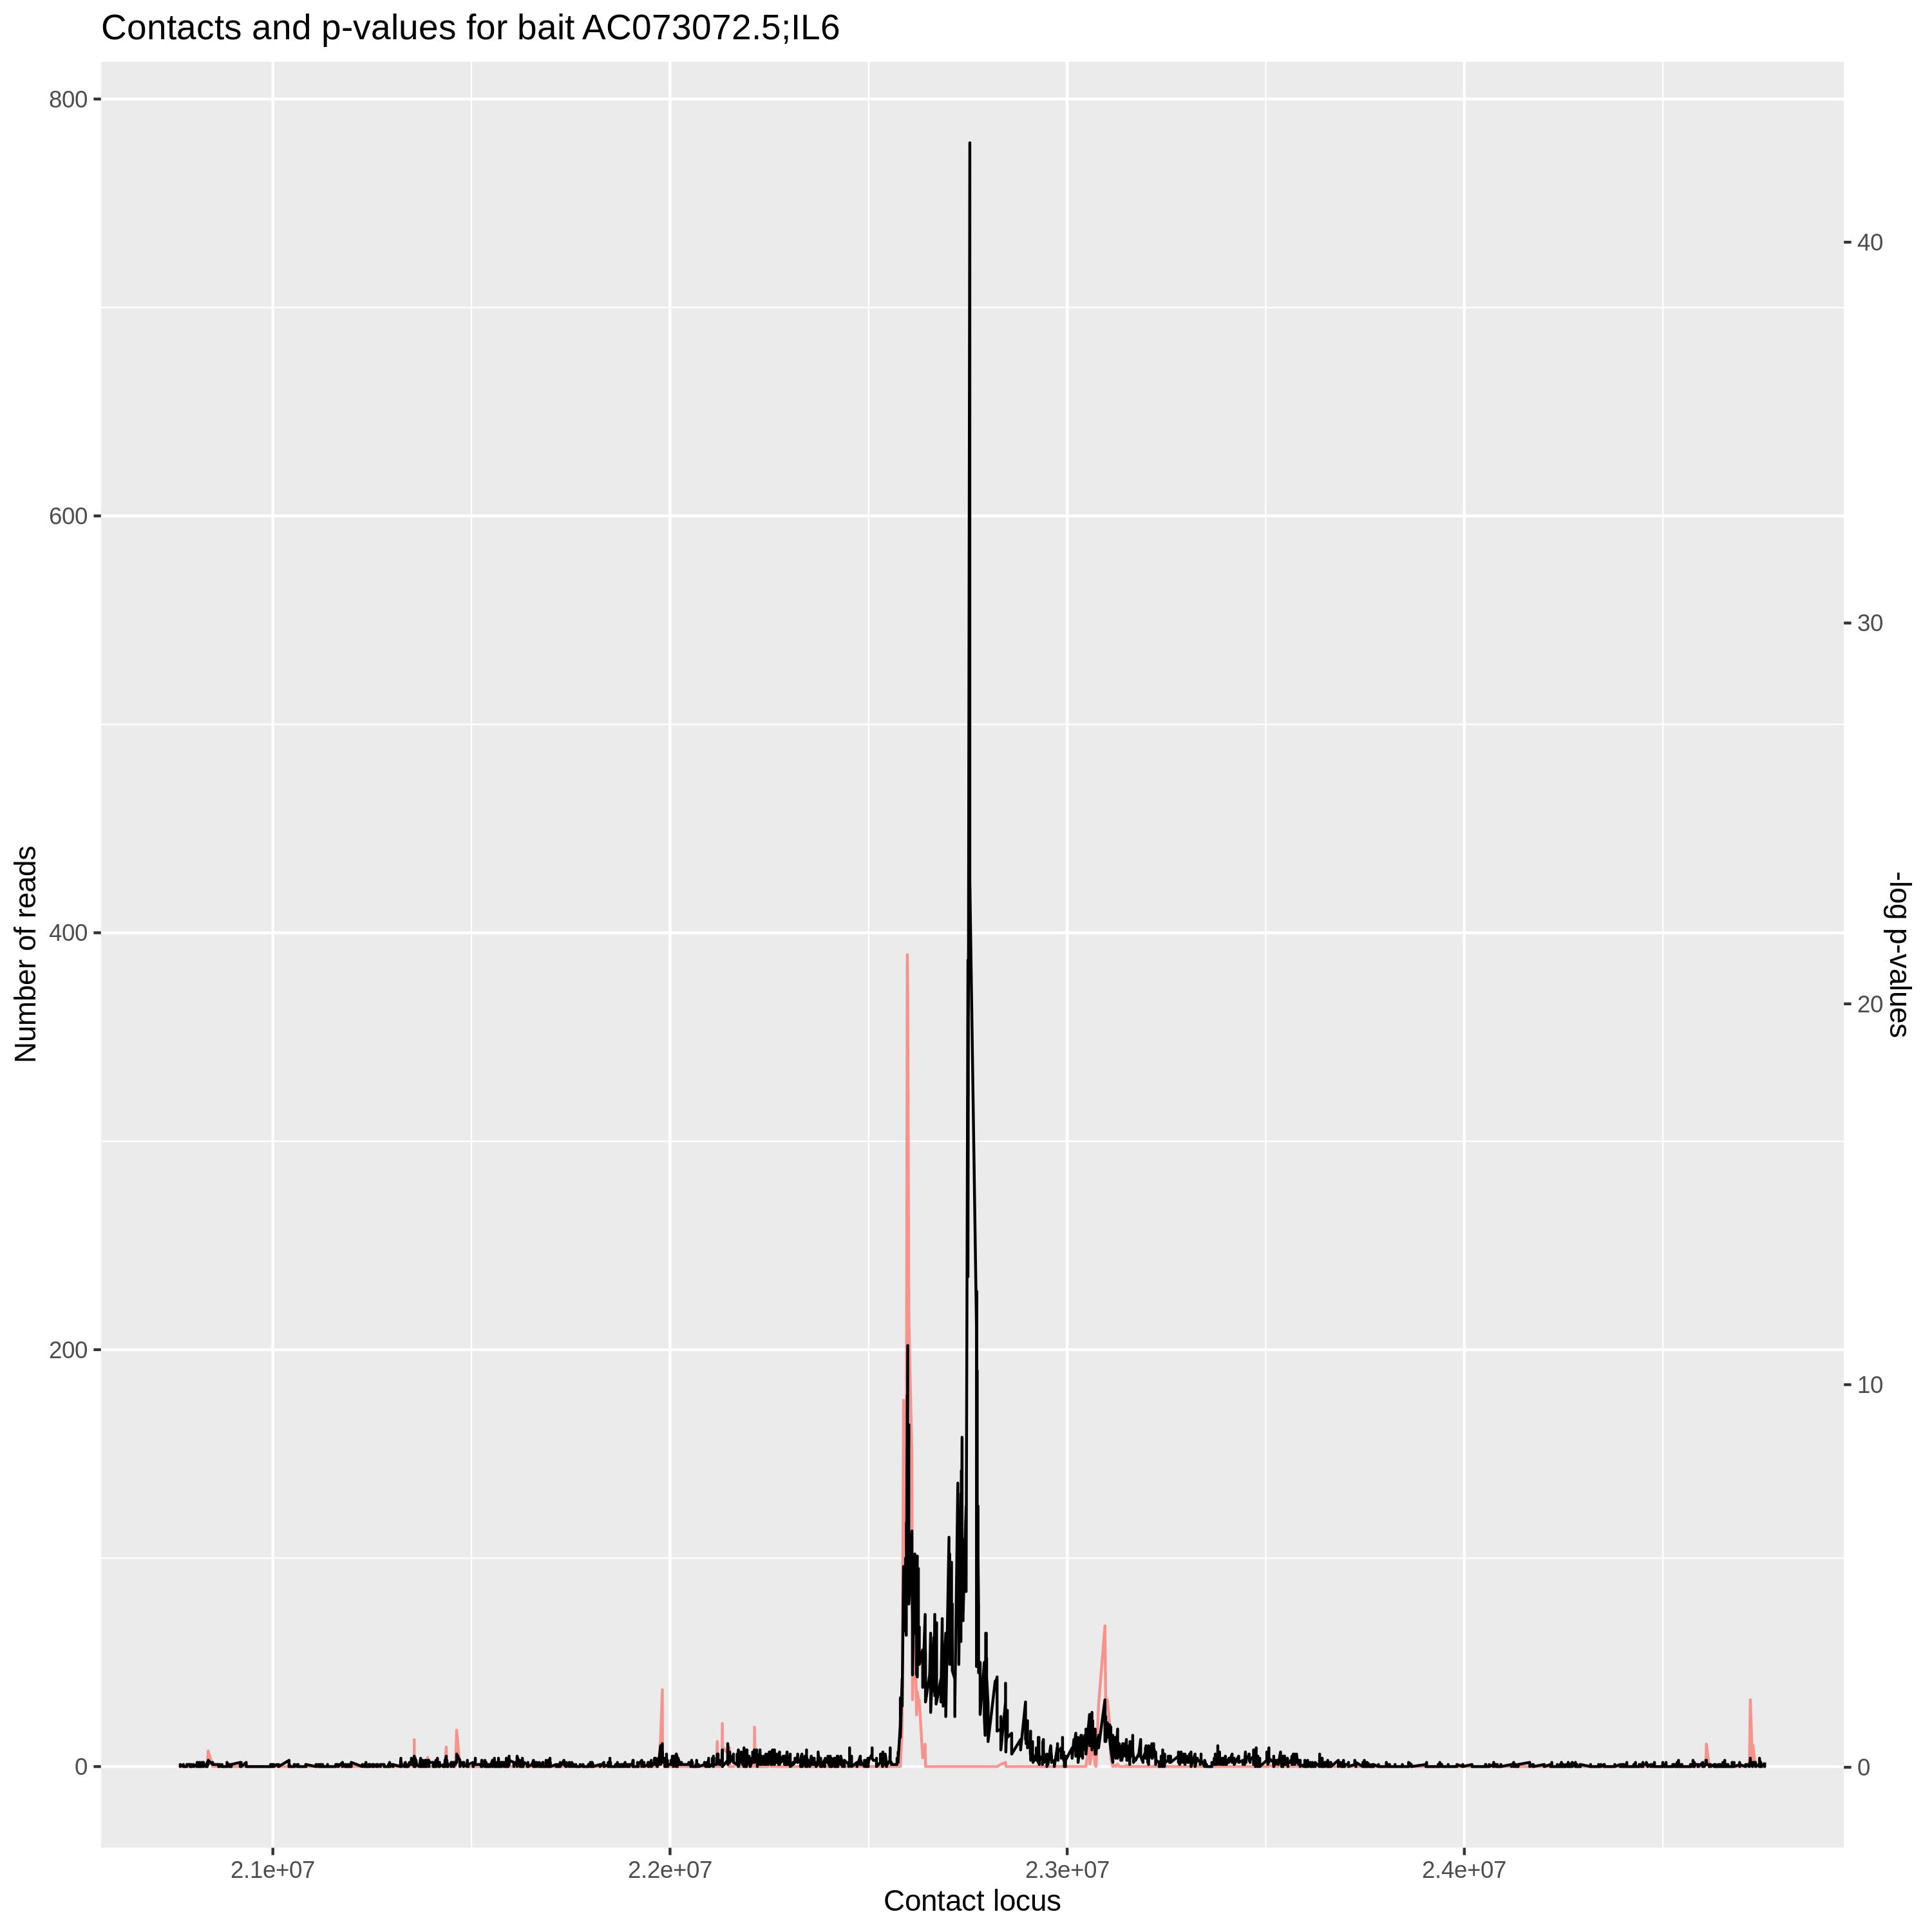 Contacts and p-values for bait AC073072.5;IL6
800
600
400
200
0
Number of reads
40
30
20
10
0
-log p-values
2.1e+07
2.2e+07
2.3e+07
2.4e+07
Contact locus